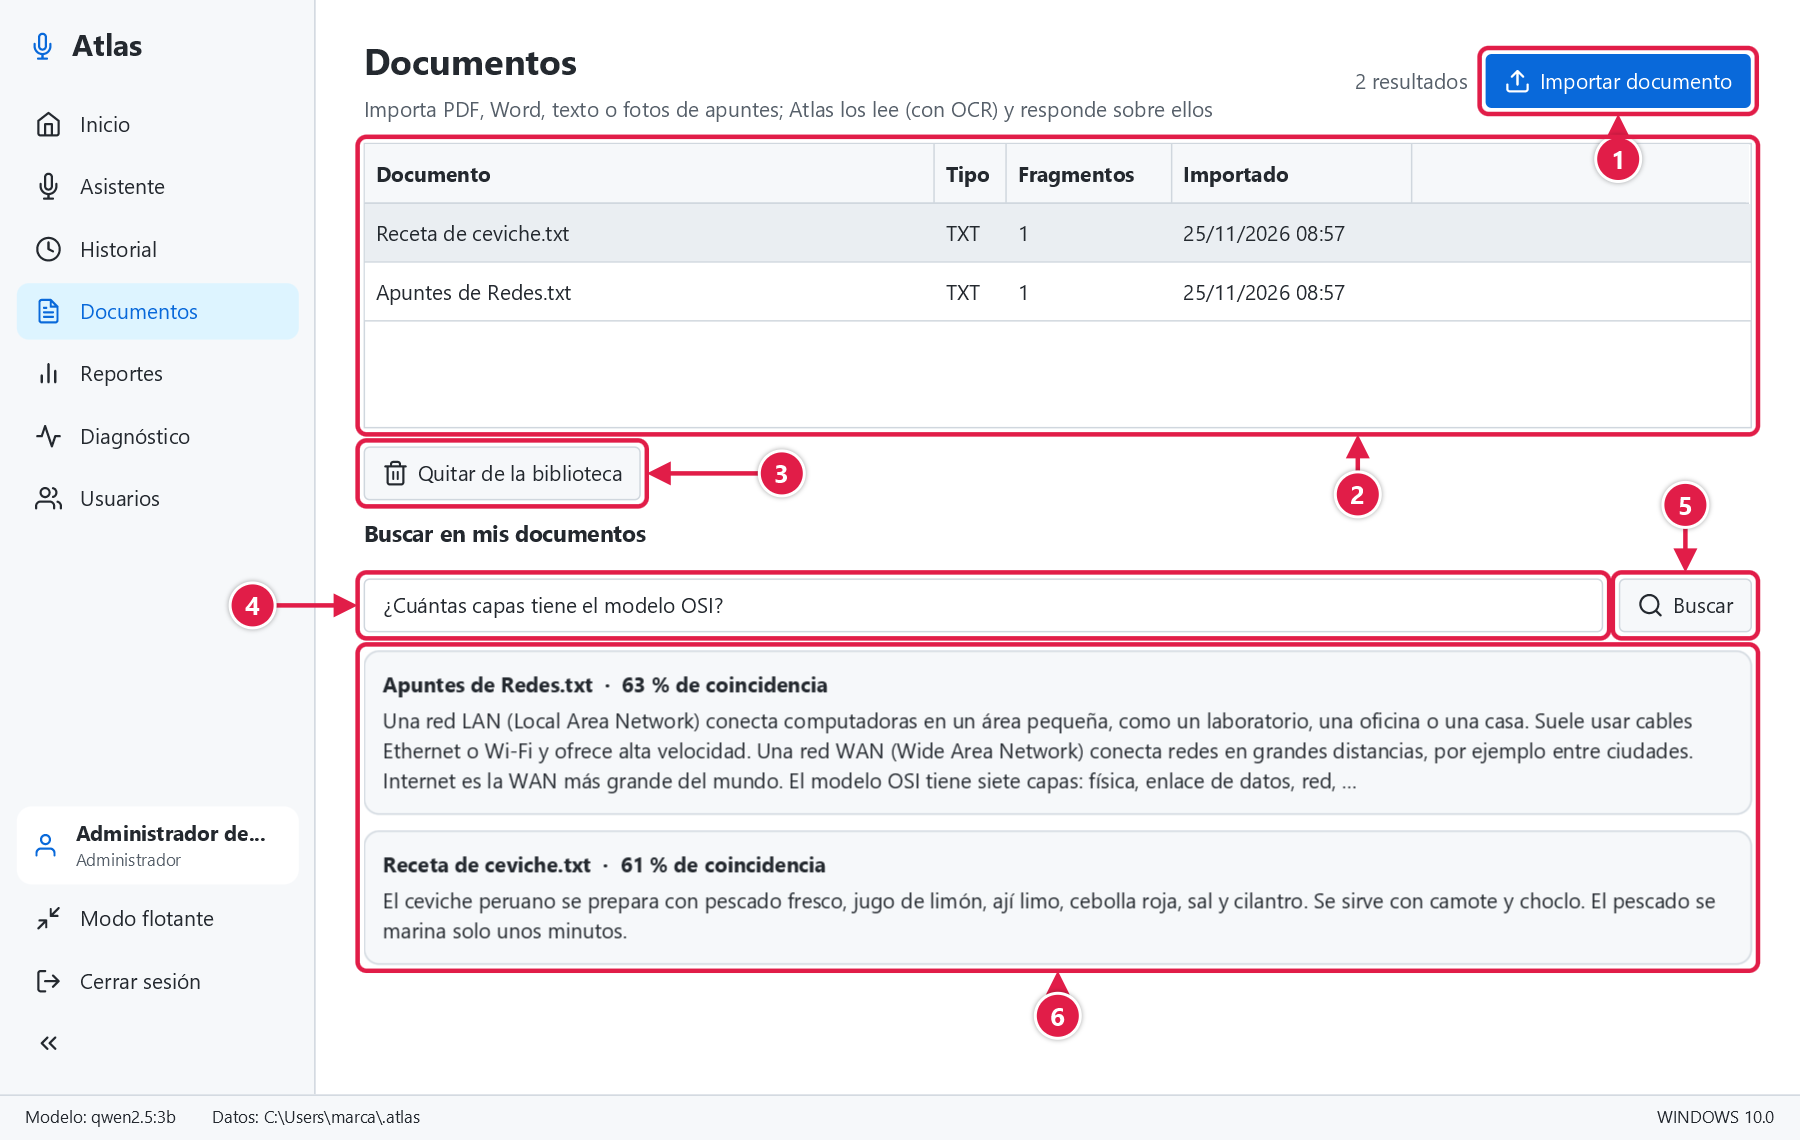 Atlas
Inicio
Asistente
Historial
Documentos
Reportes
Diagnóstico
Usuarios
Administrador de...
Administrador
Modo flotante
Cerrar sesión
Documentos
Importa PDF, Word, texto o fotos de apuntes; Atlas los lee (con OCR) y responde sobre ellos
2 resultados
Importar documento
1
Documento Tipo Fragmentos Importado
Receta de ceviche.txt TXT 1 25/11/2026 08:57
Apuntes de Redes.txt TXT 1 25/11/2026 08:57
2
Quitar de la biblioteca
3
Buscar en mis documentos
4
¿Cuántas capas tiene el modelo OSI?
5
Buscar
Apuntes de Redes.txt · 63 % de coincidencia
Una red LAN (Local Area Network) conecta computadoras en un área pequeña, como un laboratorio, una oficina o una casa. Suele usar cables
Ethernet o Wi-Fi y ofrece alta velocidad. Una red WAN (Wide Area Network) conecta redes en grandes distancias, por ejemplo entre ciudades.
Internet es la WAN más grande del mundo. El modelo OSI tiene siete capas: física, enlace de datos, red, ...
Receta de ceviche.txt · 61 % de coincidencia
El ceviche peruano se prepara con pescado fresco, jugo de limón, ají limo, cebolla roja, sal y cilantro. Se sirve con camote y choclo. El pescado se
marina solo unos minutos.
6
Modelo: qwen2.5:3b
Datos: C:\Users\marca\.atlas
WINDOWS 10.0